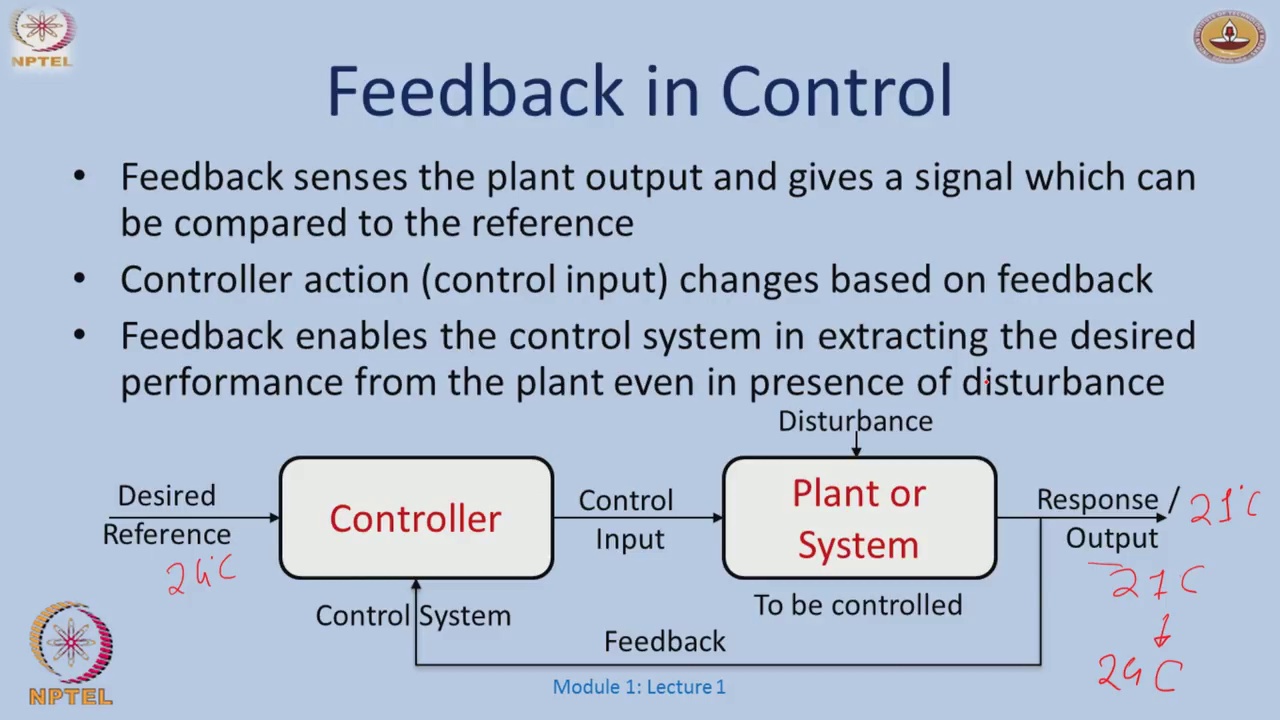 NPTEL
Feedback in Control
• Feedback senses the plant output and gives a signal which can
be compared to the reference
• Controller action (control input) changes based on feedback
• Feedback enables the control system in extracting the desired
performance from the plant even in presence of disturbance
Disturbance
Desired
Reference
24°C
Controller
Control
Input
Plant or
System
Response /
Output
21°C
27C
24C
Control System
To be controlled
Feedback
NPTEL
Module 1: Lecture 1